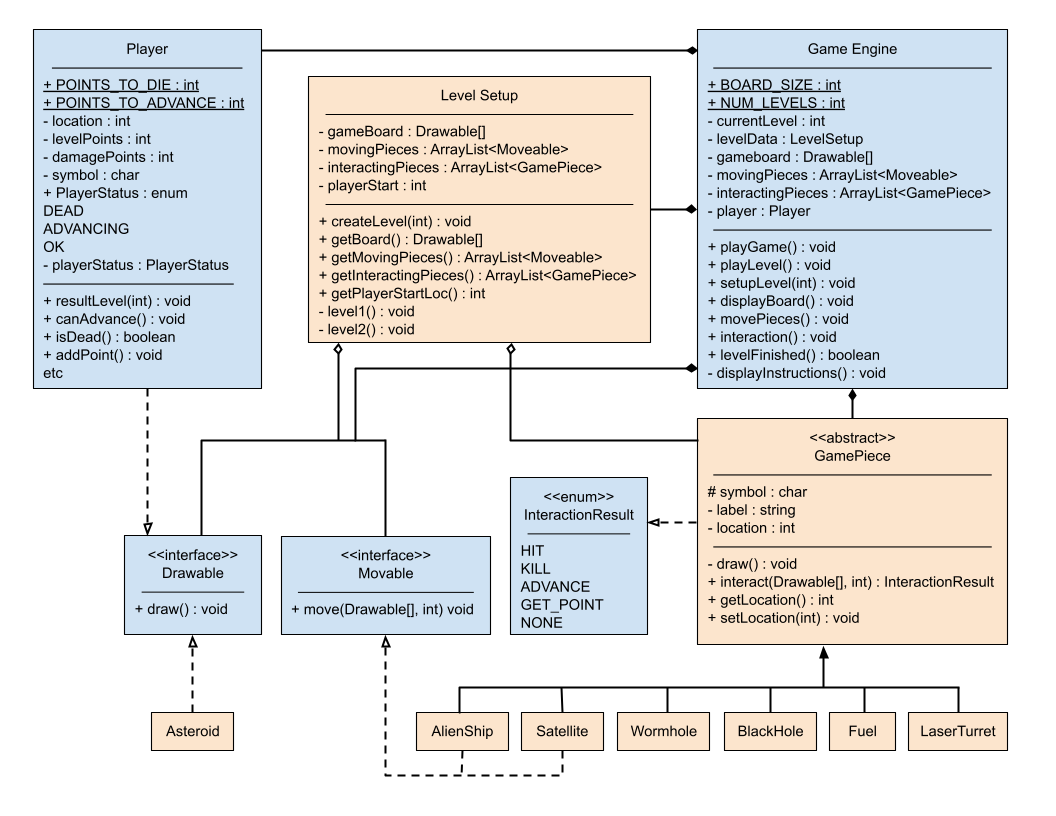 Player
+ POINTS_TO_DIE : int
+ POINTS_TO_ADVANCE : int
- location : int
- levelPoints : int
- damagePoints : int
- symbol : char
+ PlayerStatus : enum
DEAD
ADVANCING
OK
- playerStatus : PlayerStatus
+ resultLevel(int) : void
+ canAdvance() : void
+ isDead() : boolean
+ addPoint() : void
etc
Level Setup
- gameBoard : Drawable[]
- movingPieces : ArrayList<Moveable>
- interactingPieces : ArrayList<GamePiece>
- playerStart : int
+ createLevel(int) : void
+ getBoard() : Drawable[]
+ getMovingPieces() : ArrayList<Moveable>
+ getInteractingPieces() : ArrayList<GamePiece>
+ getPlayerStartLoc() : int
- level1() : void
- level2() : void
Game Engine
+ BOARD_SIZE : int
+ NUM_LEVELS : int
- currentLevel : int
- levelData : LevelSetup
- gameboard : Drawable[]
- movingPieces : ArrayList<Moveable>
- interactingPieces : ArrayList<GamePiece>
- player : Player
+ playGame() : void
+ playLevel() : void
+ setupLevel(int) : void
+ displayBoard() : void
+ movePieces() : void
+ interaction() : void
+ levelFinished() : boolean
- displayInstructions() : void
<<interface>>
Drawable
+ draw() : void
<<interface>>
Movable
+ move(Drawable[], int) void
<<enum>>
InteractionResult
HIT
KILL
ADVANCE
GET_POINT
NONE
<<abstract>>
GamePiece
# symbol : char
- label : string
- location : int
- draw() : void
+ interact(Drawable[], int) : InteractionResult
+ getLocation() : int
+ setLocation(int) : void
Asteroid
AlienShip
Satellite
Wormhole
BlackHole
Fuel
LaserTurret